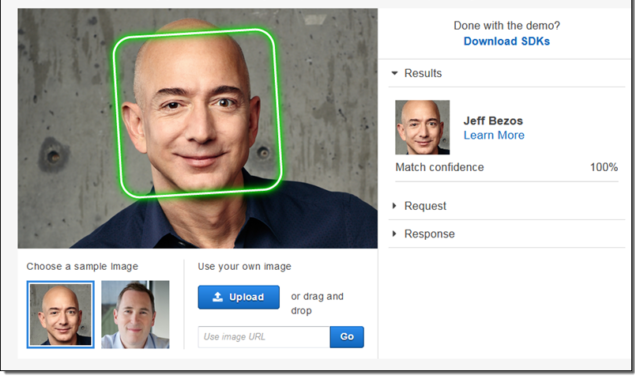 Done with the demo?
Download SDKs
Results
Jeff Bezos
Learn More
Match confidence 100%
Request
Response
Choose a sample image
Use your own image
Upload
or drag and
drop
Use image URL
Go